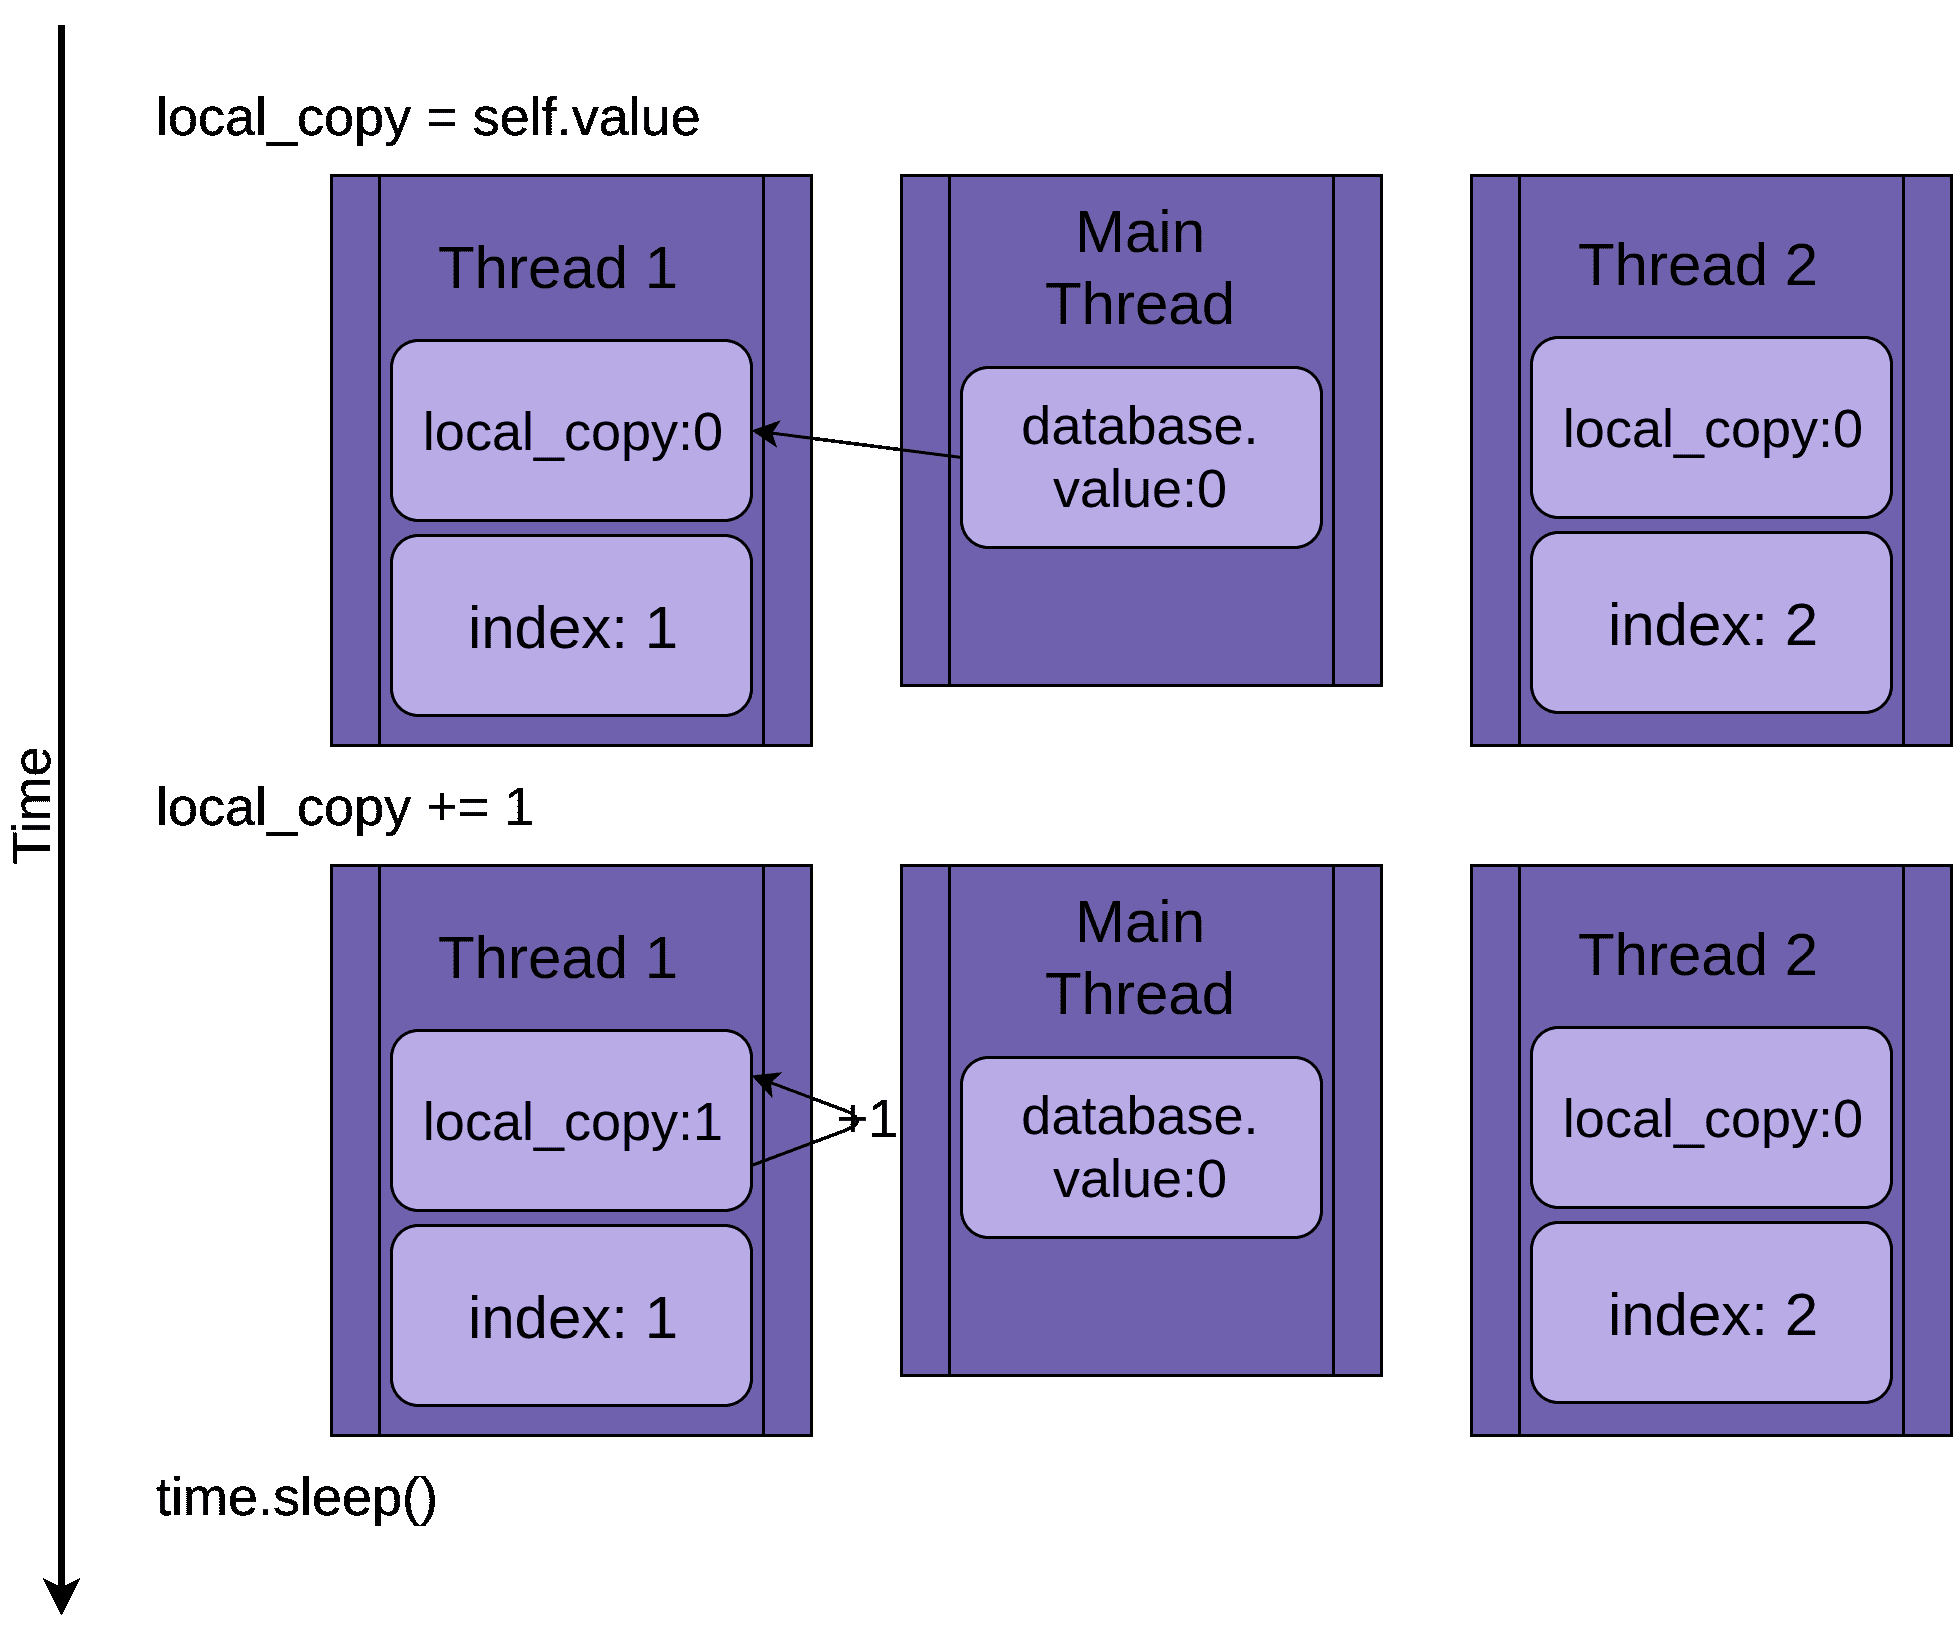 local_copy = self.value
Thread 1
local_copy:0
index: 1
Main
Thread
database.
value:0
Thread 2
local_copy:0
index: 2
Time
local_copy += 1
Thread 1
local_copy:1
index: 1
+1
Main
Thread
database.
value:0
Thread 2
local_copy:0
index: 2
time.sleep()